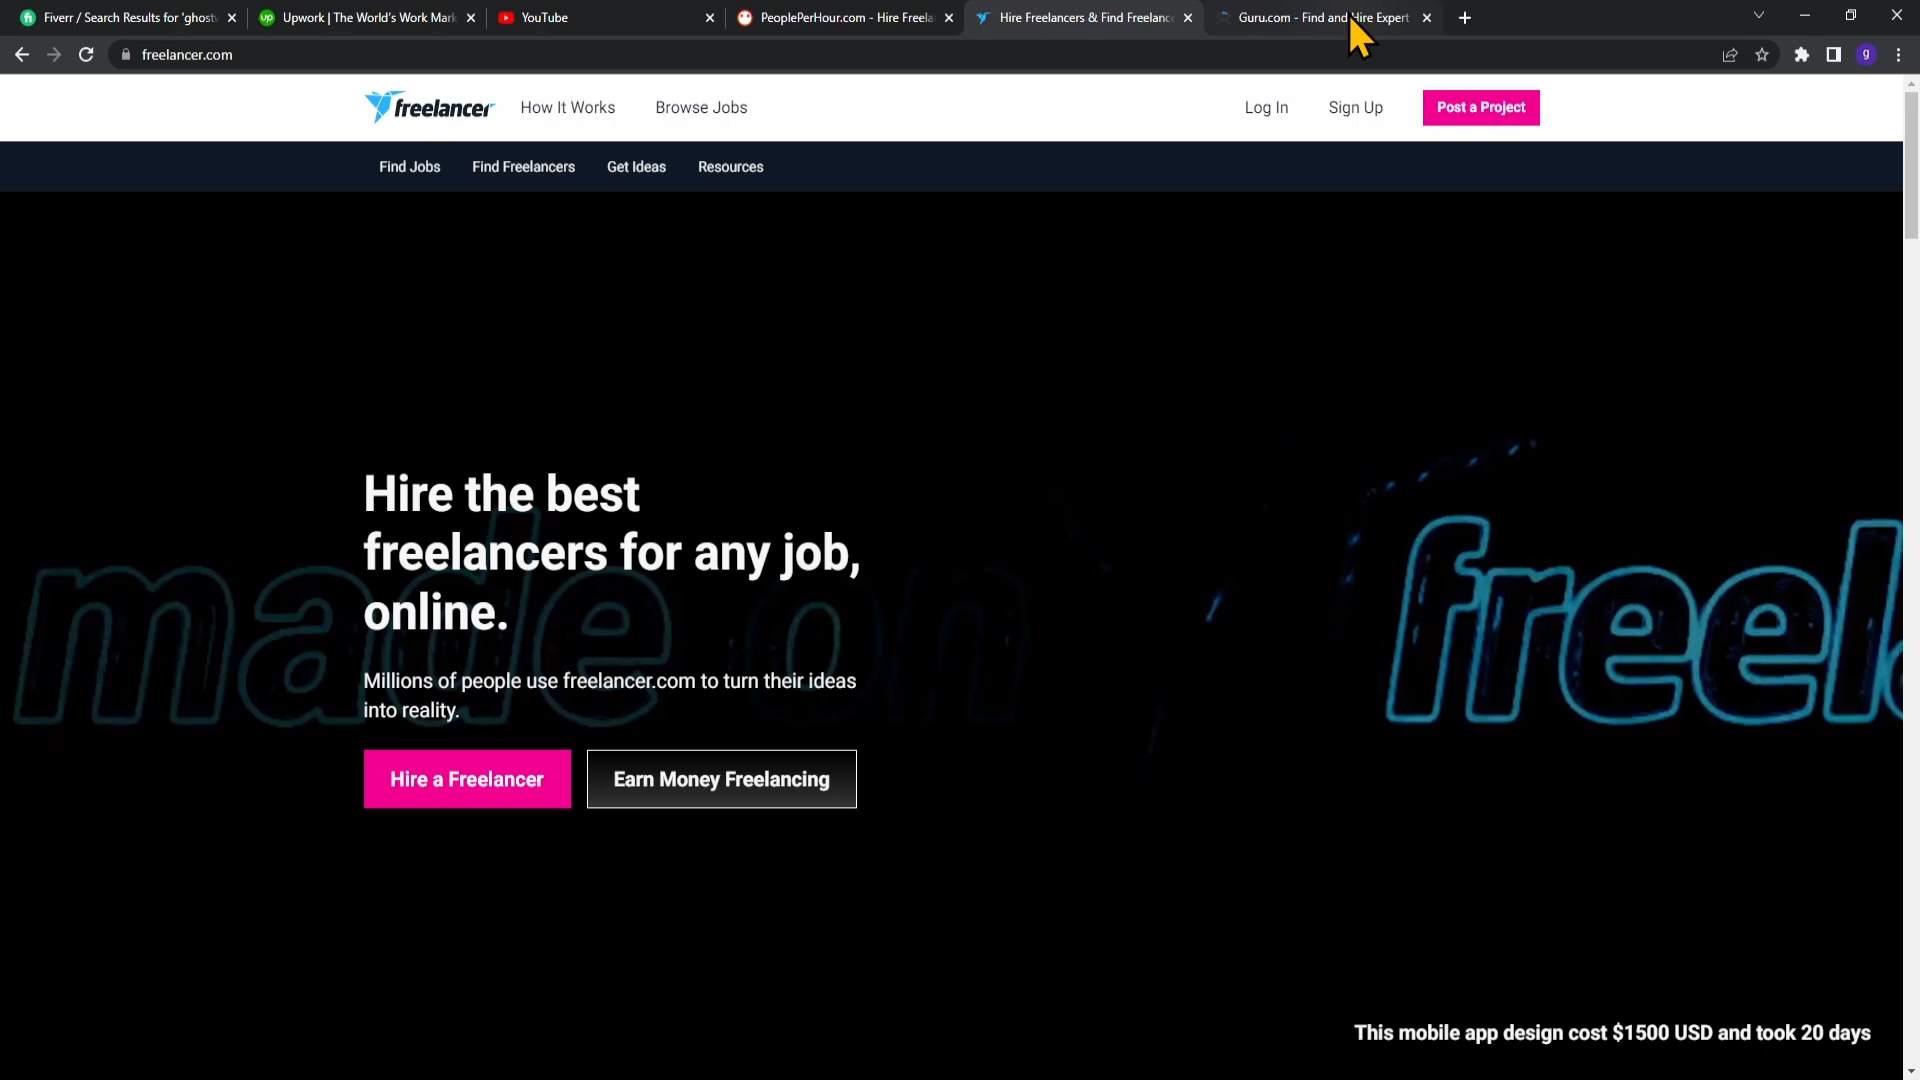 Fiverr / Search Results for 'ghostw
Upwork | The World's Work Mark
YouTube
PeoplePerHour.com - Hire Freela
Hire Freelancers & Find Freelanc
Guru.com - Find and Hire Expert
freelancer.com
g
freelancer
How It Works
Browse Jobs
Log In
Sign Up
Post a Project
Find Jobs
Find Freelancers
Get Ideas
Resources
Hire the best
freelancers for any job,
online.
made on
freel
Millions of people use freelancer.com to turn their ideas
into reality.
Hire a Freelancer
Earn Money Freelancing
This mobile app design cost $1500 USD and took 20 days